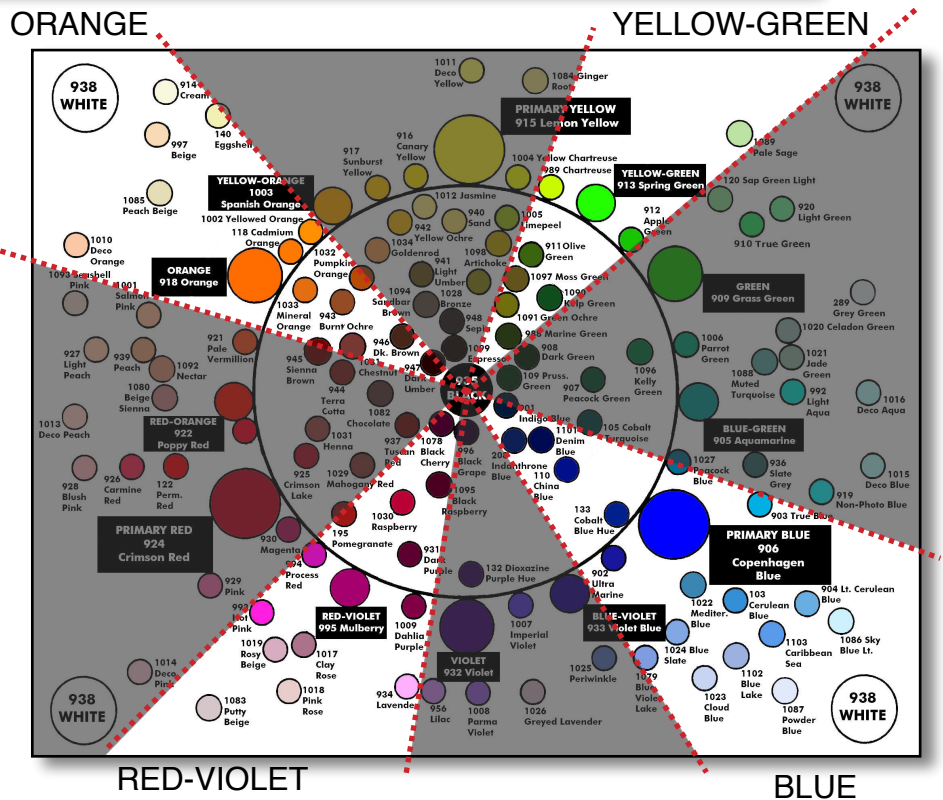 ORANGE
YELLOW-GREEN
938
WHITE
914
Cream
140
Eggshell
997
Beige
1085
Peach Beige
1010
Deco
Orange
YELLOW-ORANGE
1003
Spanish Orange
1002 Yellowed Orange
118 Cadmium
Orange
ORANGE
918 Orange
1032
Pumpkin
Orange
1033
Mineral
Orange
943
Burnt Ochre
1011
Deco
Yellow
1084 Ginger
Root
PRIMARY YELLOW
915 Lemon Yellow
916
Canary
Yellow
917
Sunburst
Yellow
1004 Yellow Chartreuse
989 Chartreuse
YELLOW-GREEN
913 Spring Green
912
Apple
Green
1012 Jasmine
940
Sand
942
Yellow Ochre
1034
Goldenrod
1005
Limepeel
1098
Artichoke
911 Olive
Green
941
Light
Umber
1097 Moss Green
1090
Kelp Green
1094
Sandbar
Brown
1028
Bronze
1091 Green Ochre
948
Sepia
988 Marine Green
946
Dk. Brown
1099
Espresso
908
Dark Green
947
Dark
Umber
935
BLACK
109 Pruss.
Green
907
Peacock Green
1096
Kelly
Green
938
WHITE
1089
Pale Sage
120 Sap Green Light
920
Light Green
910 True Green
GREEN
909 Grass Green
289
Grey Green
1020 Celadon Green
1006
Parrot
Green
1021
Jade
Green
1088
Muted
Turquoise
992
Light
Aqua
1016
Deco Aqua
BLUE-GREEN
905 Aquamarine
1027
Peacock
Blue
936
Slate
Grey
1015
Deco Blue
919
Non-Photo Blue
903 True Blue
1093 Seashell
Pink
1001
Salmon
Pink
921
Pale
Vermillion
927
Light
Peach
939
Peach
1092
Nectar
1080
Beige
Sienna
1013
Deco Peach
RED-ORANGE
922
Poppy Red
945
Sienna
Brown
1081
Chestnut
944
Terra
Cotta
1082
Chocolate
1031
Henna
937
Tuscan
Red
1078
Black
Cherry
925
Crimson
Lake
1029
Mahogany Red
928
Blush
Pink
926
Carmine
Red
122
Perm.
Red
PRIMARY RED
924
Crimson Red
930
Magenta
195
Pomegranate
1030
Raspberry
1095
Black
Raspberry
996
Black
Grape
901
Indigo Blue
208
Indanthrone
Blue
1101
Denim
Blue
110
China
Blue
105 Cobalt
Turquoise
133
Cobalt
Blue Hue
902
Ultra
Marine
PRIMARY BLUE
906
Copenhagen
Blue
929
Pink
994
Process
Red
993
Hot
Pink
931
Dark
Purple
132 Dioxazine
Purple Hue
RED-VIOLET
995 Mulberry
1009
Dahlia
Purple
1007
Imperial
Violet
BLUE-VIOLET
933 Violet Blue
1022
Mediter.
Blue
103
Cerulean
Blue
904 Lt. Cerulean
Blue
1086 Sky
Blue Lt.
1103
Caribbean
Sea
1024 Blue
Slate
1102
Blue
Lake
1079
Blue
Violet
Lake
1023
Cloud
Blue
1087
Powder
Blue
1019
Rosy
Beige
1017
Clay
Rose
1014
Deco
Pink
1018
Pink
Rose
1083
Putty
Beige
VIOLET
932 Violet
1025
Periwinkle
934
Lavender
956
Lilac
1008
Parma
Violet
1026
Greyed Lavender
938
WHITE
938
WHITE
RED-VIOLET
BLUE